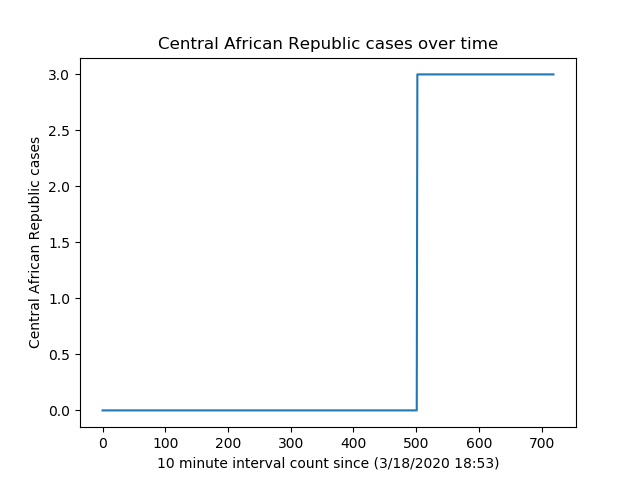 Central African Republic cases over time
Central African Republic cases
3.0
2.5
2.0
1.5
1.0
0.5
0.0
0 100 200 300 400 500 600 700
10 minute interval count since (3/18/2020 18:53)